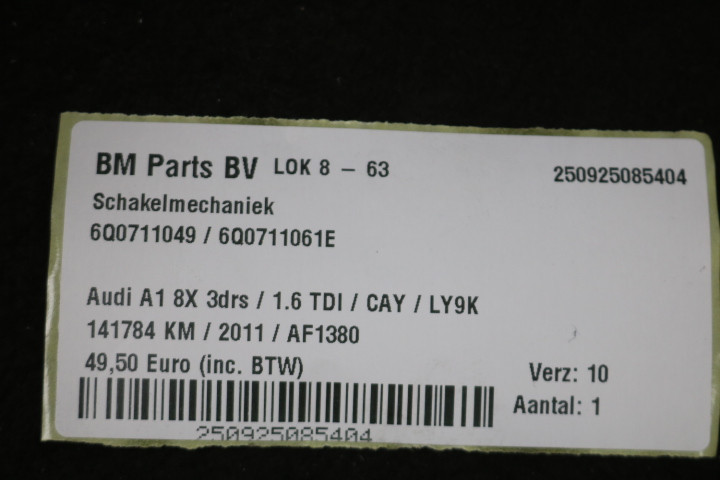 BM Parts BV LOK 8 – 63
250925085404
Schakelmechaniek
6Q0711049 / 6Q0711061E
Audi A1 8X 3drs / 1.6 TDI / CAY / LY9K
141784 KM / 2011 / AF1380
49,50 Euro (inc. BTW)
Verz: 10
Aantal: 1
250925085404